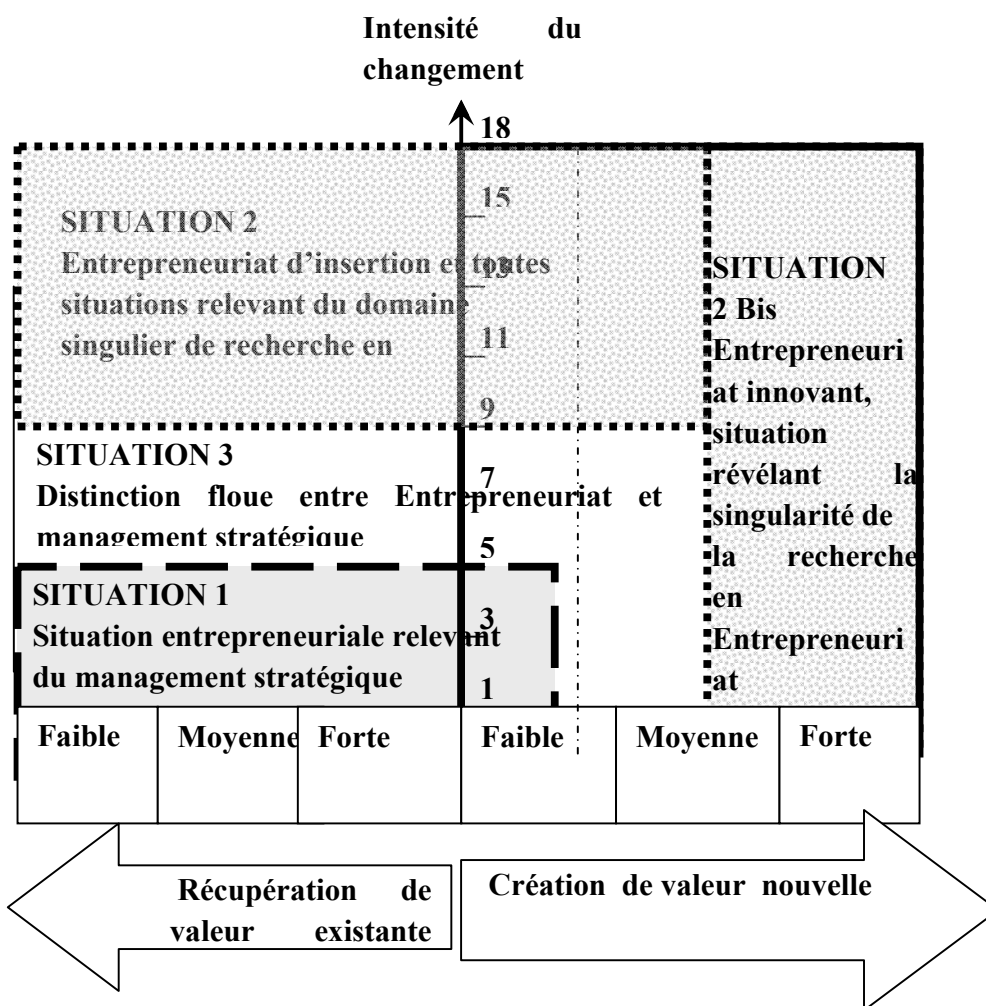 Intensité du
changement
18
15
SITUATION 2
Entrepreneuriat d'insertion et toutes
13
situations relevant du domaine
singulier de recherche en
11
9
SITUATION
2 Bis
Entrepreneuri
at innovant,
situation
révélant la
singularité de
la recherche
en
Entrepreneuri
at
SITUATION 3
Distinction floue entre Entrepreneuriat et
management stratégique
7
5
SITUATION 1
Situation entrepreneuriale relevant
du management stratégique
3
1
Faible
Moyenne
Forte
Faible
Moyenne
Forte
Récupération de
valeur existante
Création de valeur nouvelle